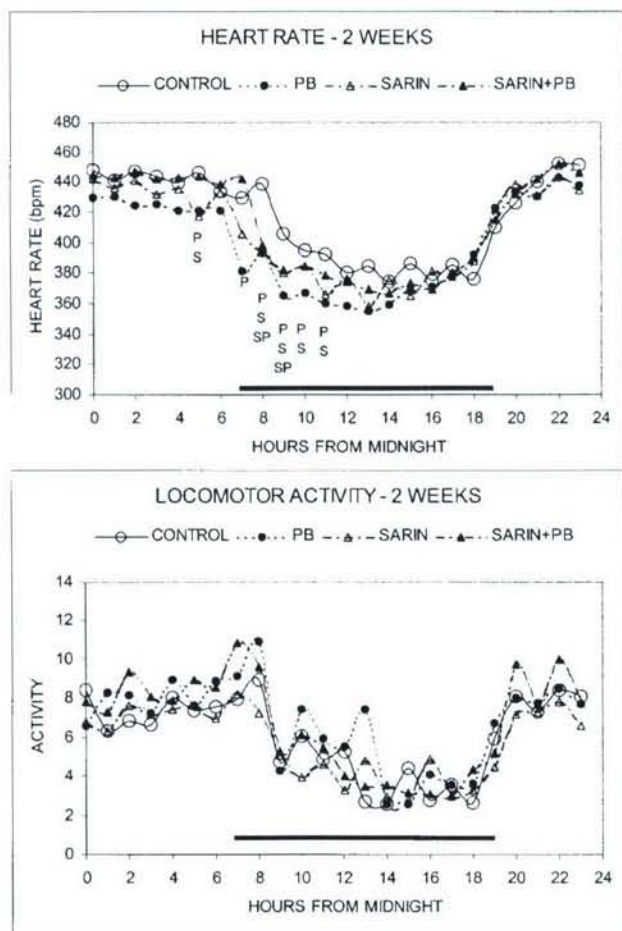 HEART RATE - 2 WEEKS
CONTROL PB SARIN SARIN+PB
480
460
440
420
400
380
360
340
320
300
HEART RATE (bpm)
P
S
P
P
S
SP
P
S
SP
P
S
P
S
0 2 4 6 8 10 12 14 16 18 20 22 24
HOURS FROM MIDNIGHT
LOCOMOTOR ACTIVITY - 2 WEEKS
CONTROL PB SARIN SARIN+PB
14
12
10
8
6
4
2
0
ACTIVITY
0 2 4 6 8 10 12 14 16 18 20 22 24
HOURS FROM MIDNIGHT